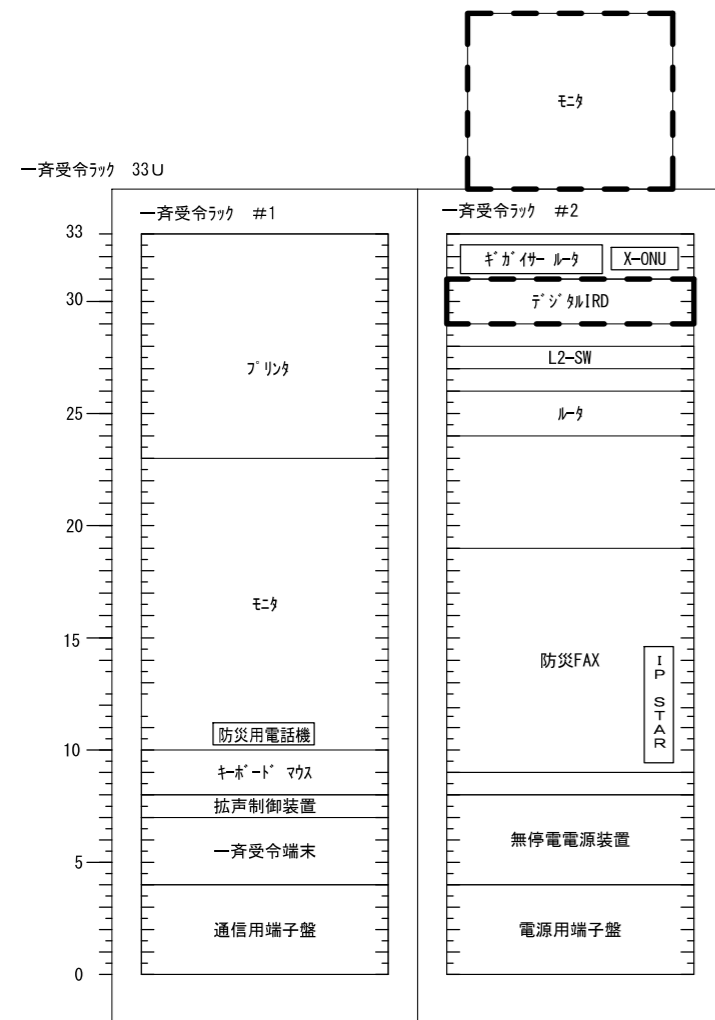 ﾓﾆﾀ
一斉受令ﾗｯｸ 33U
一斉受令ﾗｯｸ #1
一斉受令ﾗｯｸ #2
33
30
25
20
15
10
5
0
ﾌﾟﾘﾝﾀ
ﾓﾆﾀ
防災用電話機
ｷｰﾎﾞｰﾄﾞ ﾏｳｽ
拡声制御装置
一斉受令端末
通信用端子盤
ｷﾞｶﾞｲｻｰ ﾙｰﾀ
X-ONU
ﾃﾞｼﾞﾀﾙIRD
L2-SW
ﾙｰﾀ
防災FAX
IP STAR
無停電電源装置
電源用端子盤